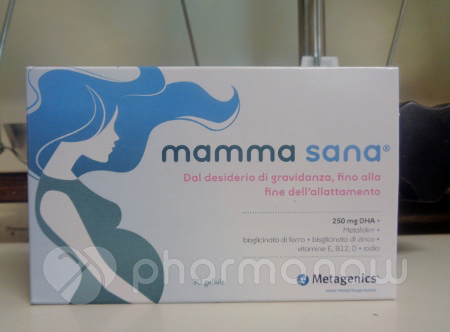 mamma sana®
Dal desiderio di gravidanza, fino alla
fine dell'allattamento
250 mg DHA •
Metafolin •
bisglicinato di ferro • bisglicinato di zinco •
vitamine E, B12, D • iodio
pharmanow
Metagenics